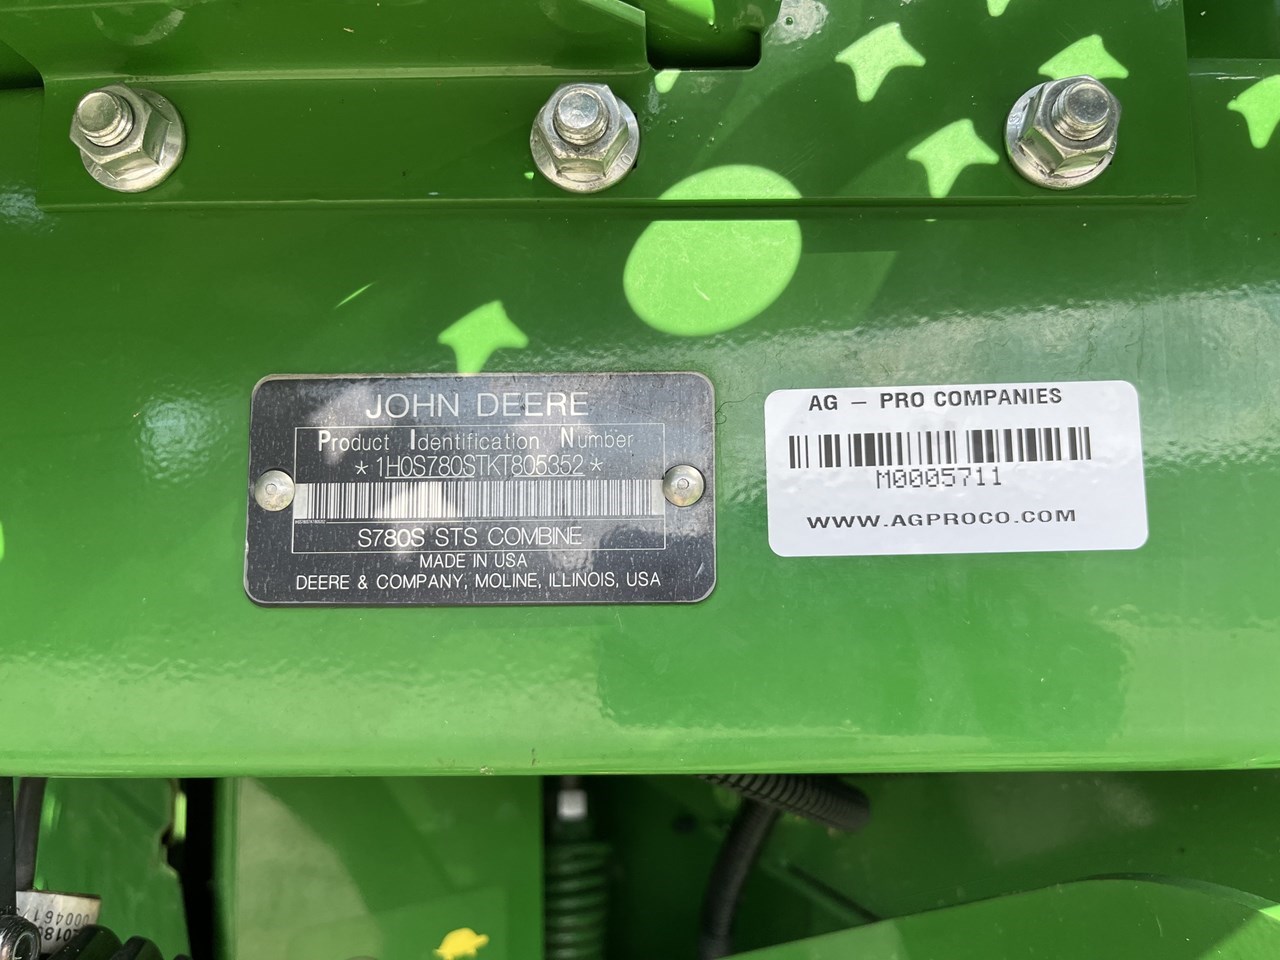 JOHN DEERE
Product Identification Number
*1H0S780STKT805352*
S780S STS COMBINE
MADE IN USA
DEERE & COMPANY, MOLINE, ILLINOIS, USA
AG - PRO COMPANIES
M0005711
WWW.AGPROCO.COM